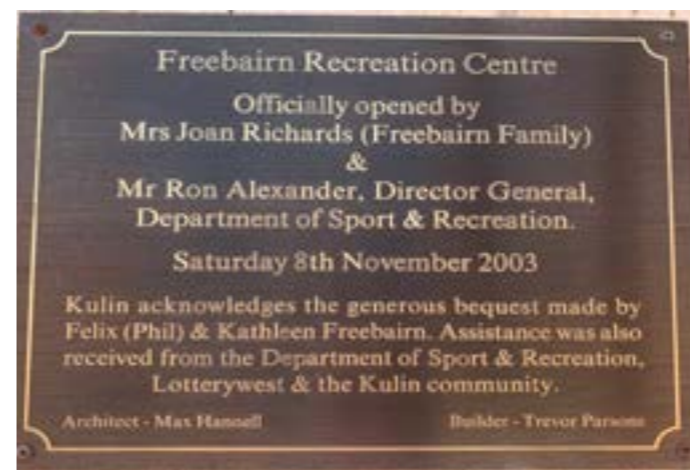 Freebairn Recreation Centre
Officially opened by
Mrs Joan Richards (Freebairn Family)
&
Mr Ron Alexander, Director General,
Department of Sport & Recreation.
Saturday 8th November 2003
Kulin acknowledges the generous bequest made by
Felix (Phil) & Kathleen Freebairn. Assistance was also
received from the Department of Sport & Recreation,
Lotterywest & the Kulin community.
Architect - Max
Builder - Trevor Parsons